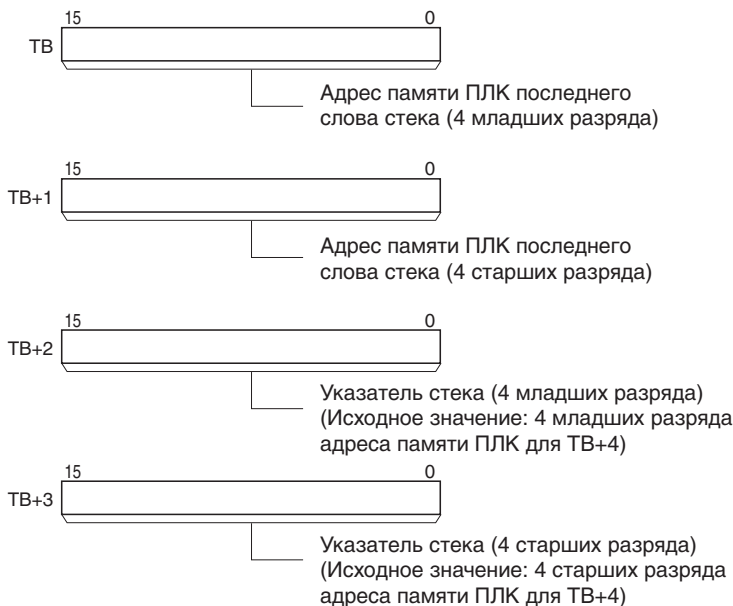 15 0
TB
Адрес памяти ПЛК последнего
слова стека (4 младших разряда)
15 0
TB+1
Адрес памяти ПЛК последнего
слова стека (4 старших разряда)
15 0
TB+2
Указатель стека (4 младших разряда)
(Исходное значение: 4 младших разряда
адреса памяти ПЛК для TB+4)
15 0
TB+3
Указатель стека (4 старших разряда)
(Исходное значение: 4 старших разряда
адреса памяти ПЛК для TB+4)